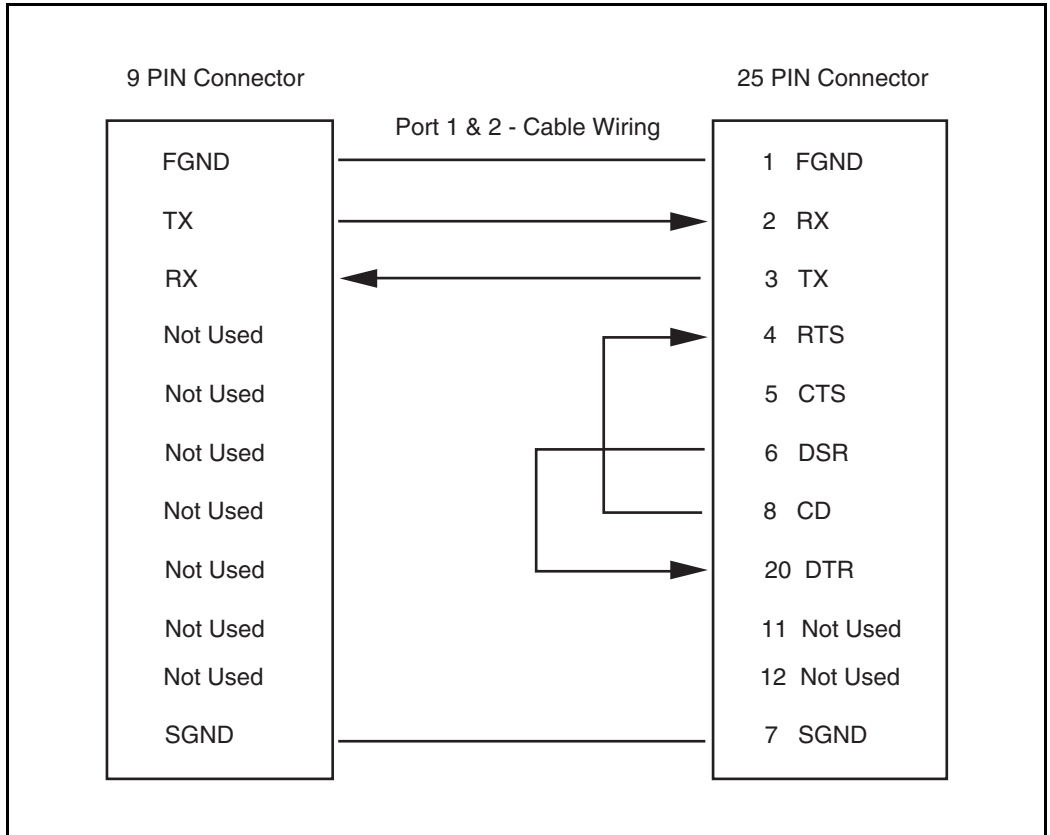 9 PIN Connector 25 PIN Connector
Port 1 & 2 - Cable Wiring
FGND 1 FGND
TX 2 RX
RX 3 TX
Not Used 4 RTS
Not Used 5 CTS
Not Used 6 DSR
Not Used 8 CD
Not Used 20 DTR
Not Used 11 Not Used
Not Used 12 Not Used
SGND 7 SGND